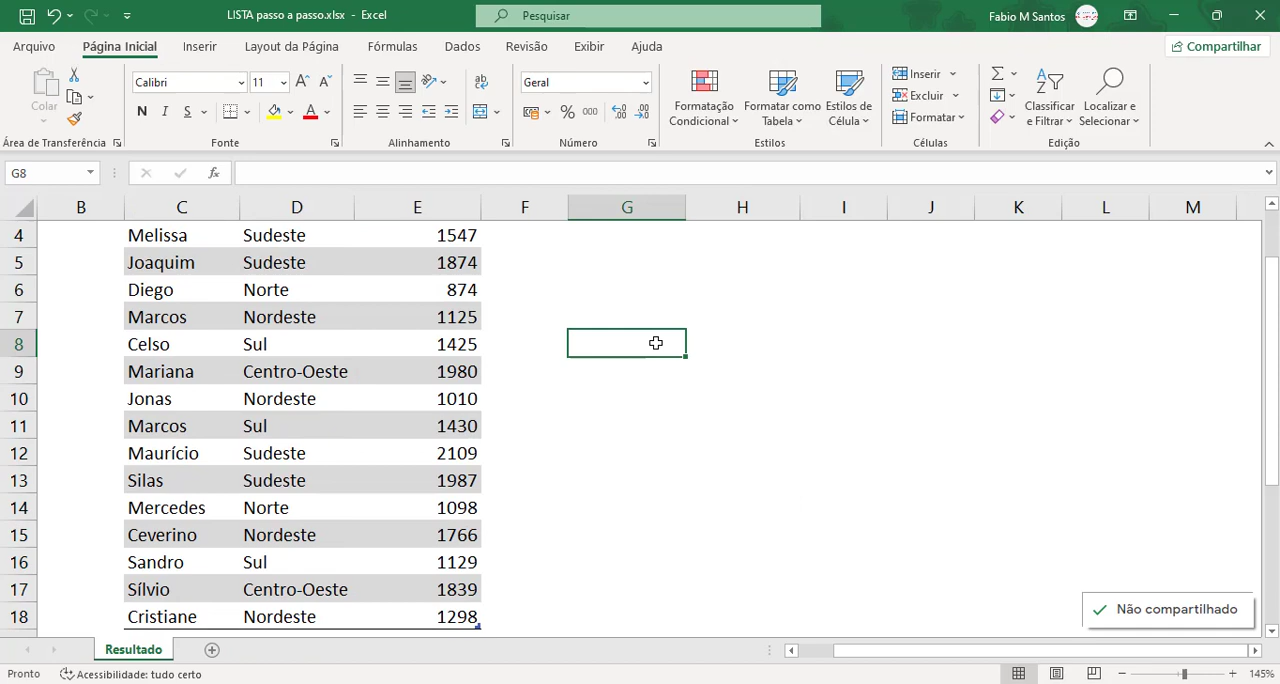 LISTA passo a passo.xlsx - Excel
Pesquisar
Fabio M Santos
Arquivo Página Inicial Inserir Layout da Página Fórmulas Dados Revisão Exibir Ajuda
Compartilhar
Colar
Calibri 11
N I S
ab
Geral
% 000
Formatação Condicional
Formatar como Tabela
Estilos de Célula
Inserir
Excluir
Formatar
Classificar e Filtrar
Localizar e Selecionar
Área de Transferência Fonte Alinhamento Número Estilos Células Edição
G8 fx
B C D E F G H I J K L M
4 Melissa Sudeste 1547
5 Joaquim Sudeste 1874
6 Diego Norte 874
7 Marcos Nordeste 1125
8 Celso Sul 1425
9 Mariana Centro-Oeste 1980
10 Jonas Nordeste 1010
11 Marcos Sul 1430
12 Maurício Sudeste 2109
13 Silas Sudeste 1987
14 Mercedes Norte 1098
15 Ceverino Nordeste 1766
16 Sandro Sul 1129
17 Sílvio Centro-Oeste 1839
18 Cristiane Nordeste 1298
Não compartilhado
Resultado
Pronto Acessibilidade: tudo certo 145%